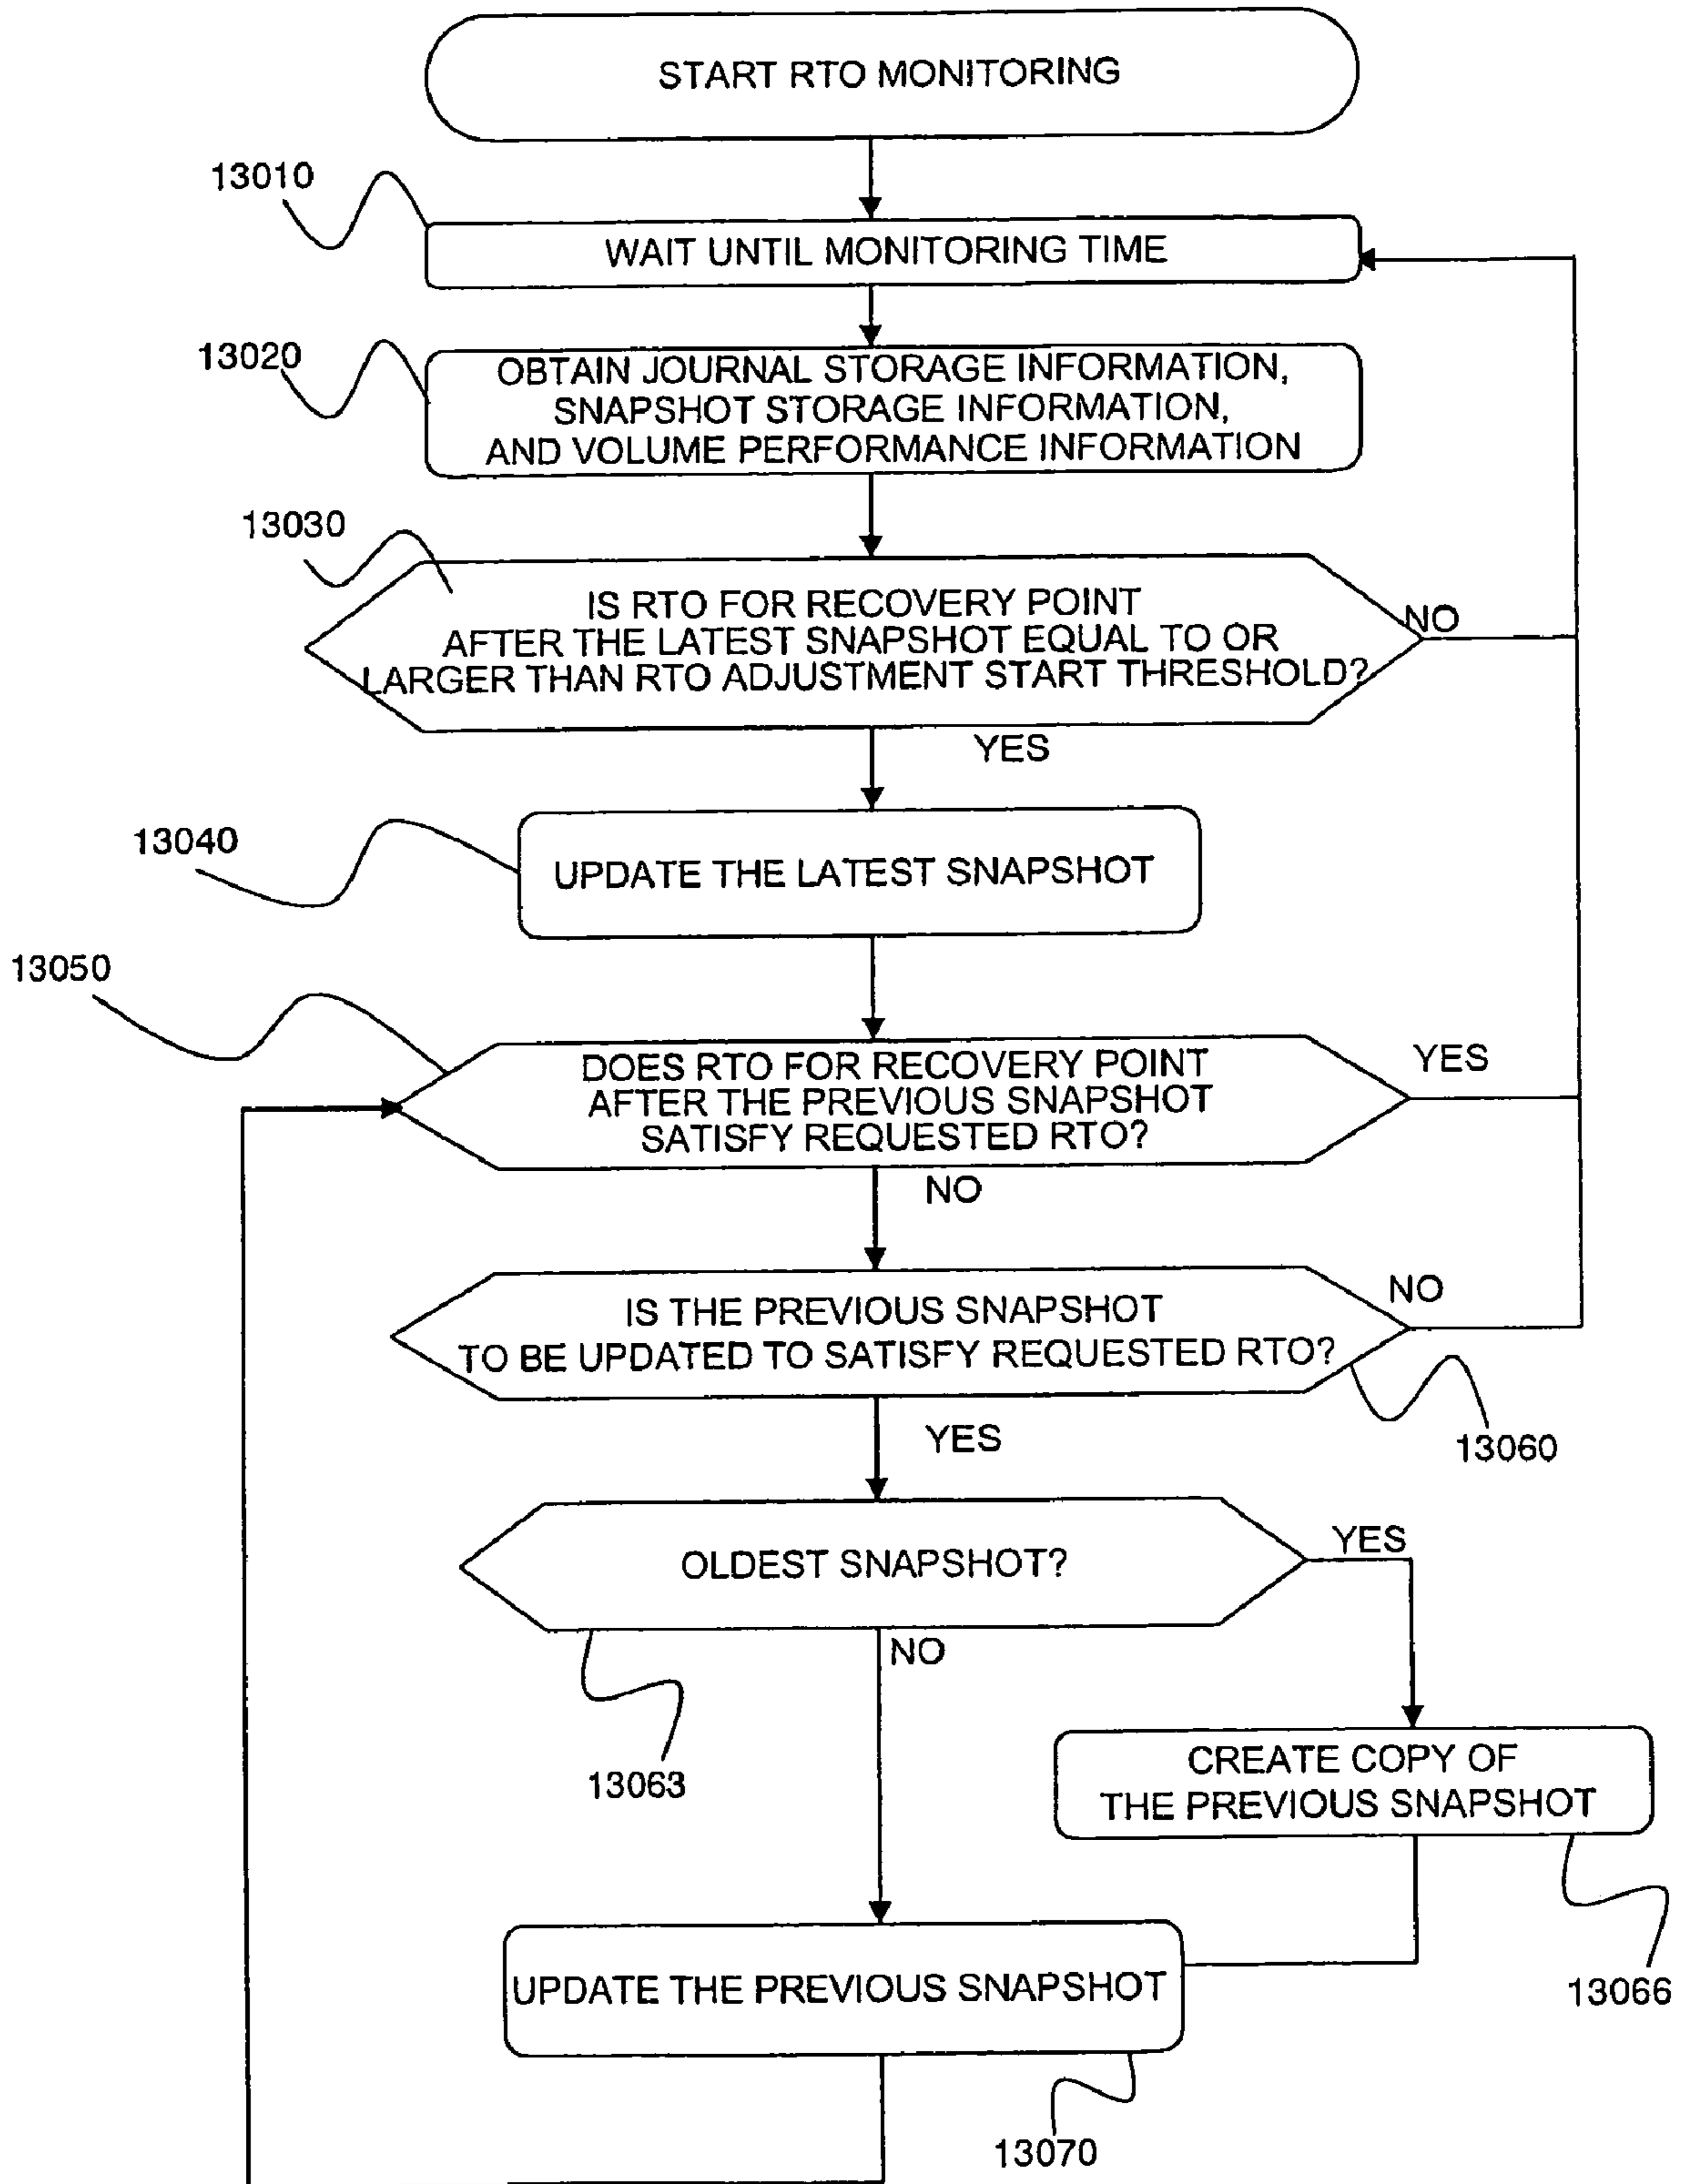 START RTO MONITORING
13010
WAIT UNTIL MONITORING TIME
13020
OBTAIN JOURNAL STORAGE INFORMATION,
SNAPSHOT STORAGE INFORMATION,
AND VOLUME PERFORMANCE INFORMATION
13030
IS RTO FOR RECOVERY POINT
AFTER THE LATEST SNAPSHOT EQUAL TO OR
LARGER THAN RTO ADJUSTMENT START THRESHOLD?
NO
YES
13040
UPDATE THE LATEST SNAPSHOT
13050
DOES RTO FOR RECOVERY POINT
AFTER THE PREVIOUS SNAPSHOT
SATISFY REQUESTED RTO?
YES
NO
IS THE PREVIOUS SNAPSHOT
TO BE UPDATED TO SATISFY REQUESTED RTO?
NO
13060
YES
OLDEST SNAPSHOT?
YES
NO
13063
CREATE COPY OF
THE PREVIOUS SNAPSHOT
13066
UPDATE THE PREVIOUS SNAPSHOT
13070